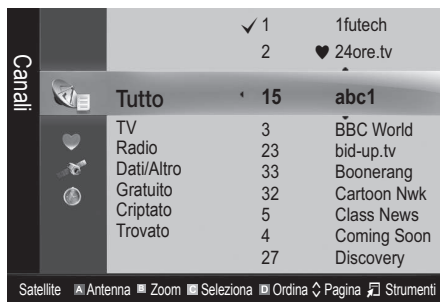 Canali
✓ 1 1futech
2 ♥ 24ore.tv
Tutto 15 abc1
TV 3 BBC World
Radio 23 bid-up.tv
Dati/Altro 33 Boonerang
Gratuito 32 Cartoon Nwk
Criptato 5 Class News
Trovato 4 Coming Soon
27 Discovery
Satellite A Antenna B Zoom C Seleziona D Ordina Pagina Strumenti